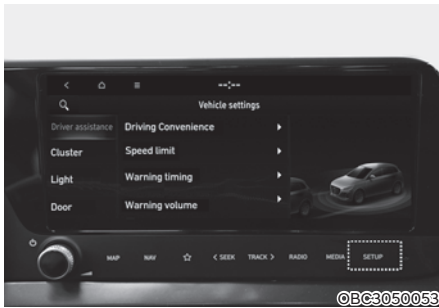 --:--
Vehicle settings
Driver assistance
Driving Convenience
Cluster
Speed limit
Light
Warning timing
Door
Warning volume
MAP NAV < SEEK TRACK > RADIO MEDIA SETUP
OBC3050053